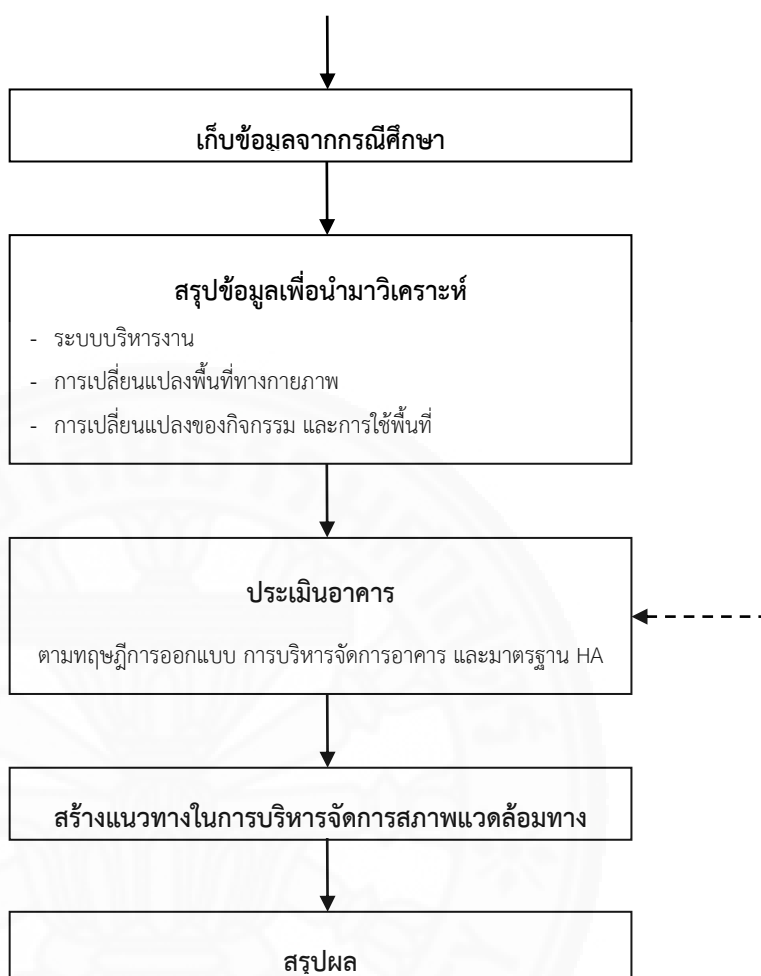 เก็บข้อมูลจากกรณีศึกษา
สรุปข้อมูลเพื่อนำมาวิเคราะห์
- ระบบบริหารงาน
- การเปลี่ยนแปลงพื้นที่ทางกายภาพ
- การเปลี่ยนแปลงของกิจกรรม และการใช้พื้นที่
ประเมินอาคาร
ตามทฤษฎีการออกแบบ การบริหารจัดการอาคาร และมาตรฐาน HA
สร้างแนวทางในการบริหารจัดการสภาพแวดล้อมทาง
สรุปผล